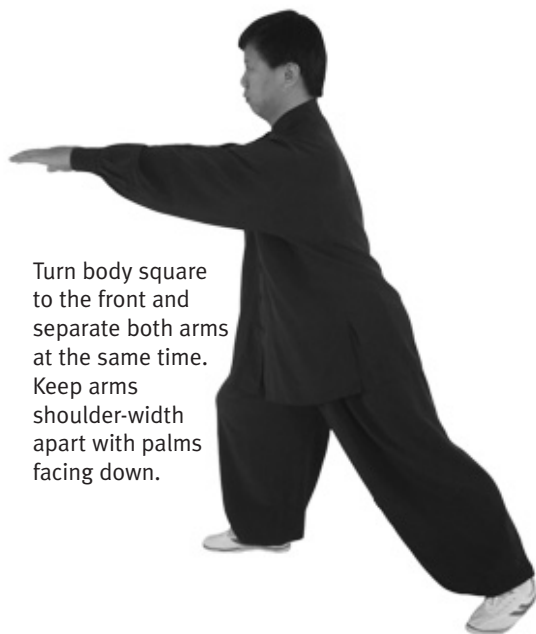 Turn body square
to the front and
separate both arms
at the same time.
Keep arms
shoulder-width
apart with palms
facing down.